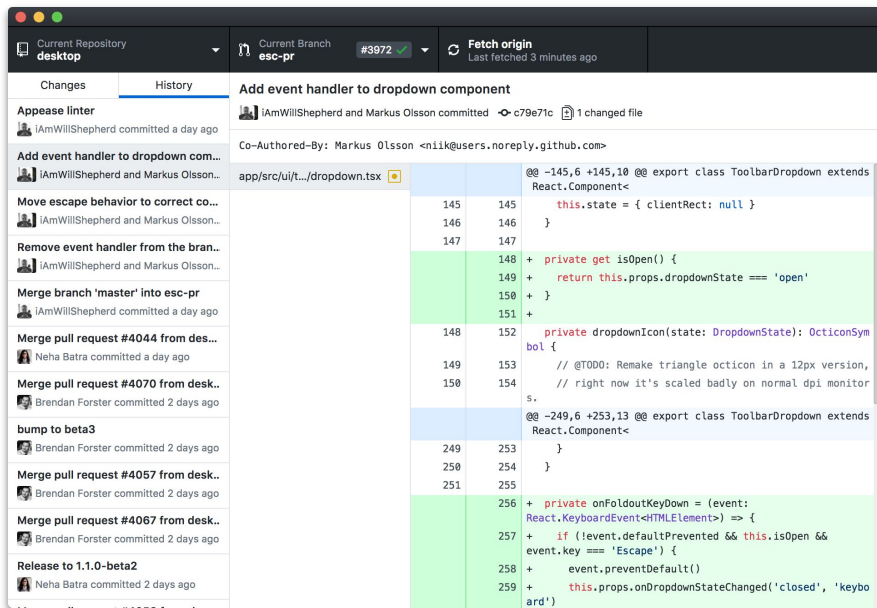 Current Repository
desktop
Current Branch
esc-pr
#3972
Fetch origin
Last fetched 3 minutes ago
Changes
History
Appease linter
iAmWillShepherd committed a day ago
Add event handler to dropdown com...
iAmWillShepherd and Markus Olsson...
Move escape behavior to correct co...
iAmWillShepherd and Markus Olsson...
Remove event handler from the bran...
iAmWillShepherd and Markus Olsson...
Merge branch 'master' into esc-pr
iAmWillShepherd committed a day ago
Merge pull request #4044 from des...
Neha Batra committed a day ago
Merge pull request #4070 from desk...
Brendan Forster committed 2 days ago
bump to beta3
Brendan Forster committed 2 days ago
Merge pull request #4057 from desk...
Brendan Forster committed 2 days ago
Merge pull request #4067 from desk...
Brendan Forster committed 2 days ago
Release to 1.1.0-beta2
Neha Batra committed 2 days ago
Add event handler to dropdown component
iAmWillShepherd and Markus Olsson committed c79e71c 1 changed file
Co-Authored-By: Markus Olsson <niik@users.noreply.github.com>
app/src/ui/t.../dropdown.tsx
@@ -145,6 +145,10 @@ export class ToolbarDropdown extends
React.Component<
145 145 this.state = { clientRect: null }
146 146 }
147 147
148 + private get isOpen() {
149 + return this.props.dropdownState === 'open'
150 + }
151 +
148 152 private dropdownIcon(state: DropdownState): OcticonSym
bol {
149 153 // @TODO: Remake triangle octicon in a 12px version,
150 154 // right now it's scaled badly on normal dpi monitor
s.
@@ -249,6 +253,13 @@ export class ToolbarDropdown extends
React.Component<
249 253 }
250 254 }
251 255
256 + private onFoldoutKeyDown = (event:
React.KeyboardEvent<HTMLElement>) => {
257 + if (!event.defaultPrevented && this.isOpen &&
event.key === 'Escape') {
258 + event.preventDefault()
259 + this.props.onDropdownStateChanged('closed', 'keybo
ard')